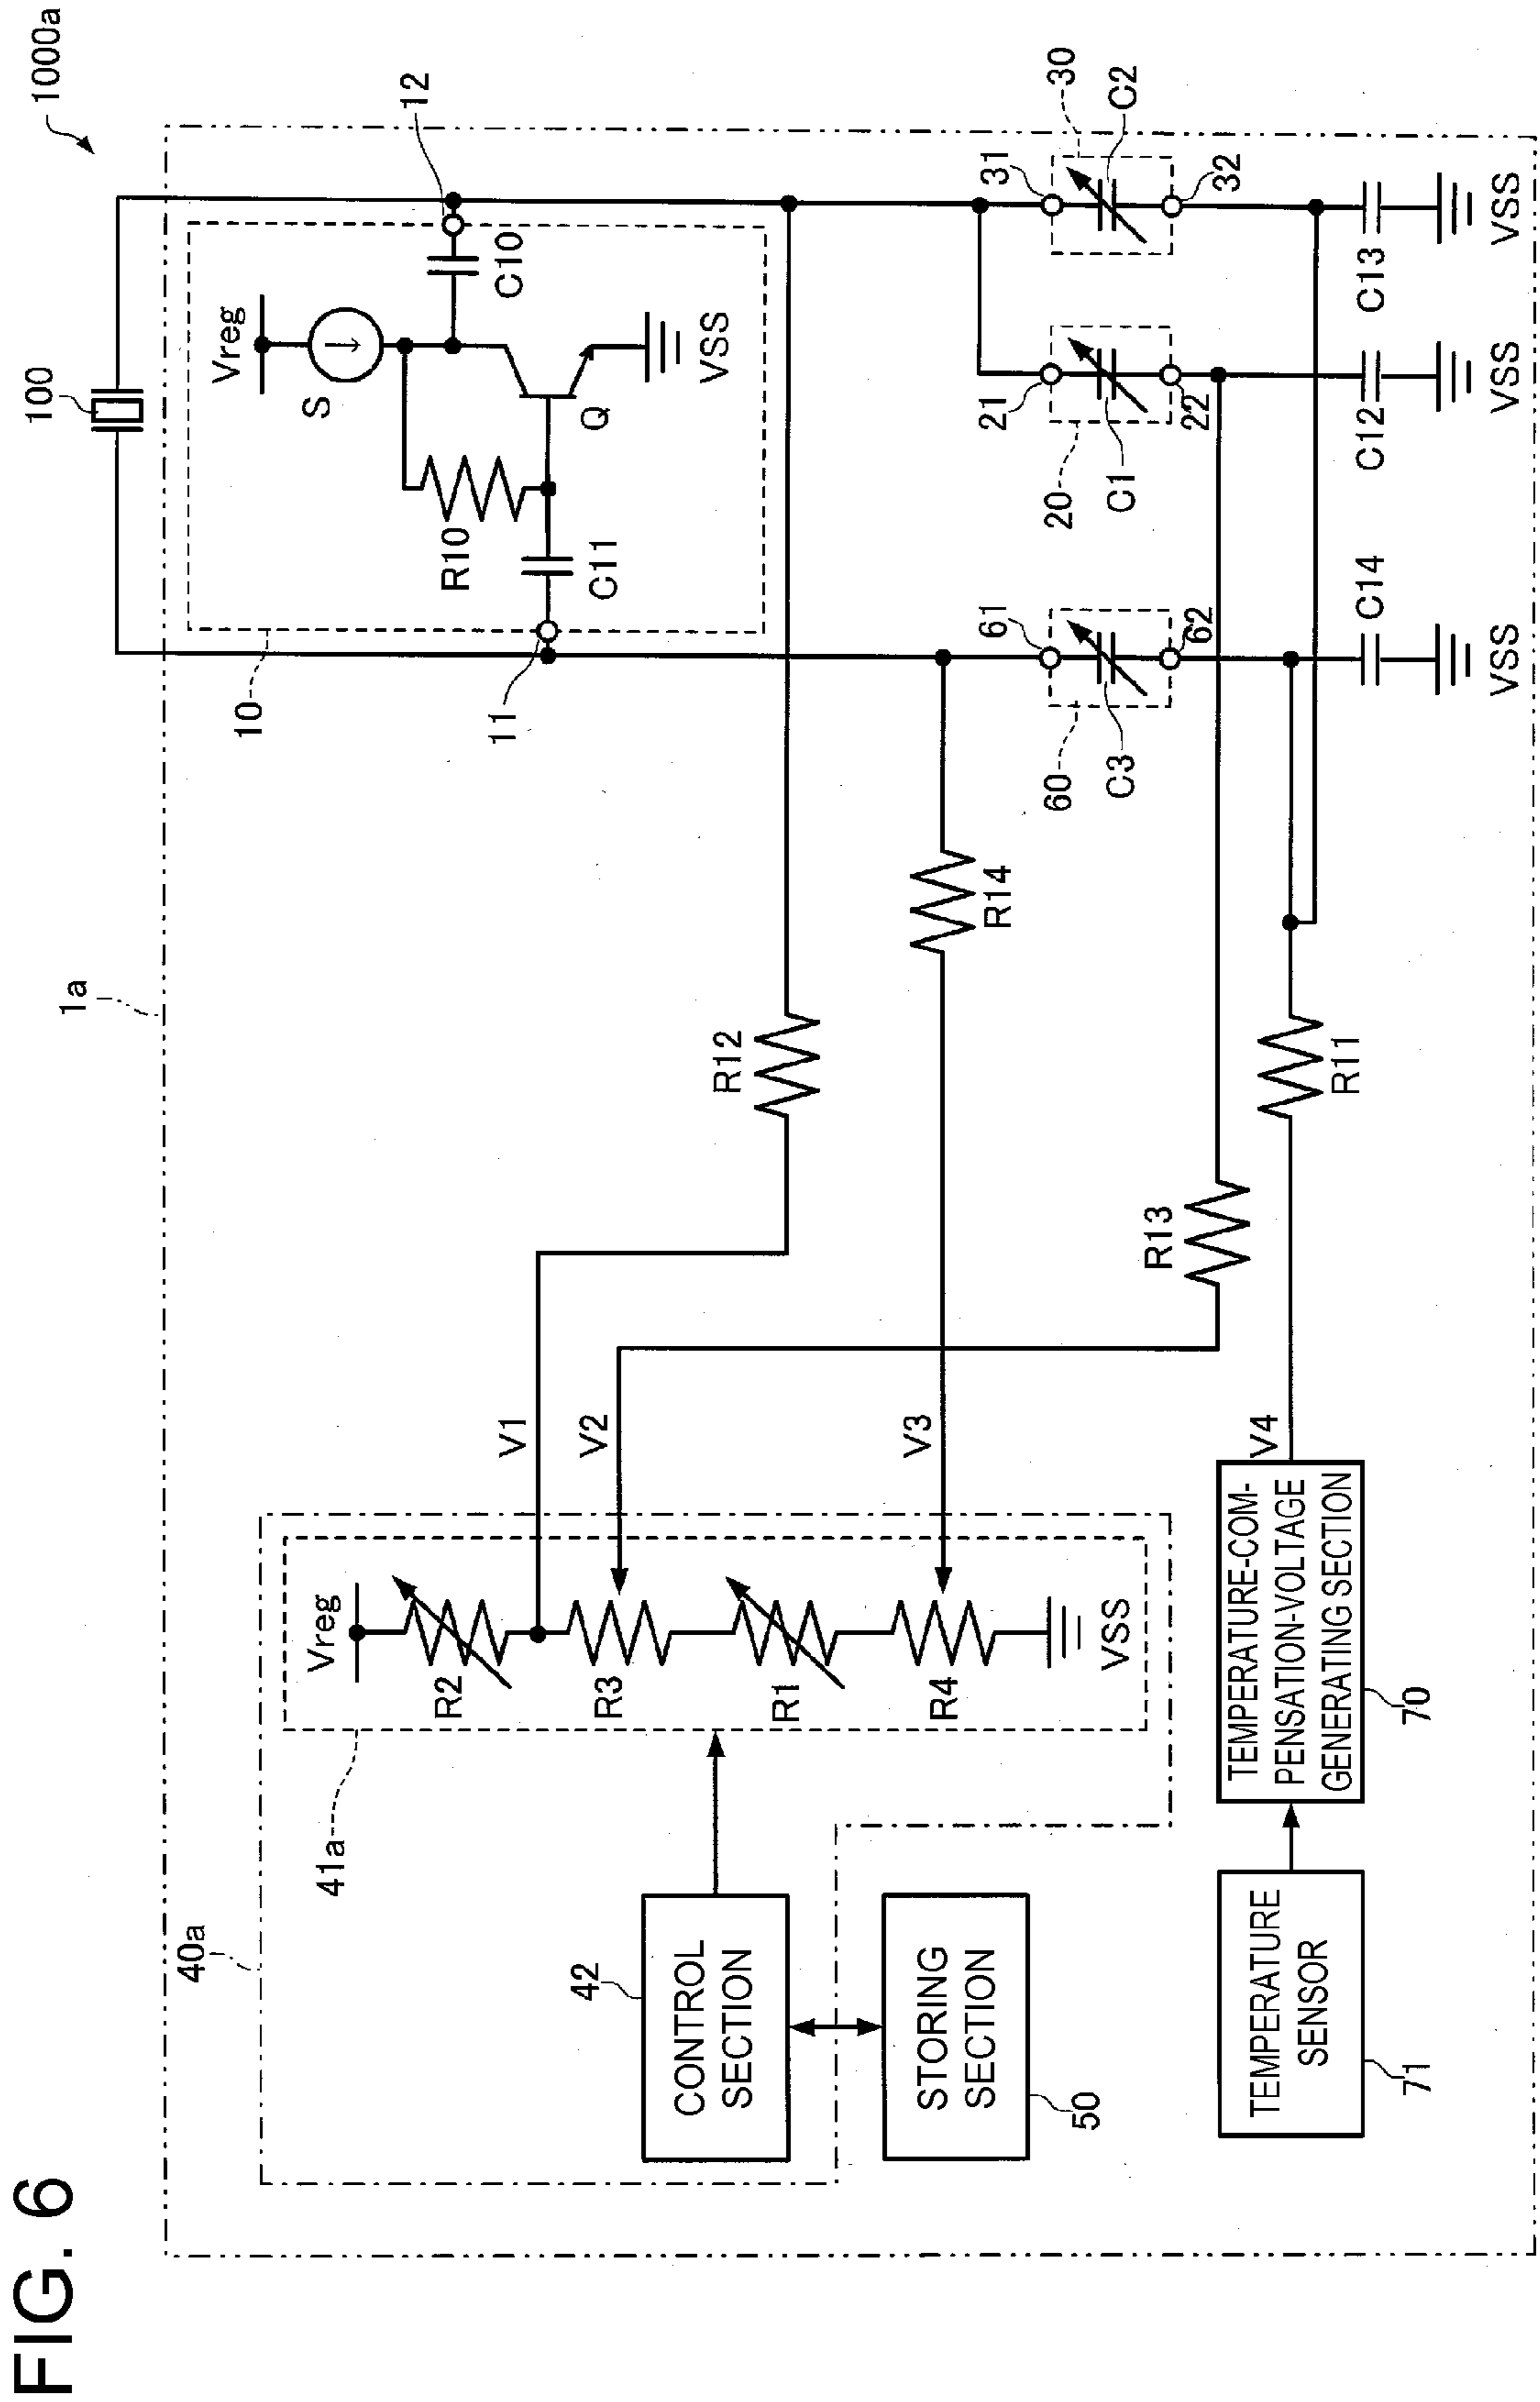 FIG. 6
1000a
1a
100
10
11
12
Vreg
S
R10
C10
C11
Q
VSS
40a
41a
Vreg
R2
R3
R1
R4
VSS
V1
V2
V3
V4
R12
R14
R13
R11
42
CONTROL
SECTION
STORING
SECTION
50
TEMPERATURE
SENSOR
71
TEMPERATURE-COM-
PENSATION-VOLTAGE
GENERATING SECTION
70
61
60
C3
62
C14
VSS
21
20
C1
22
C12
VSS
31
30
C2
32
C13
VSS